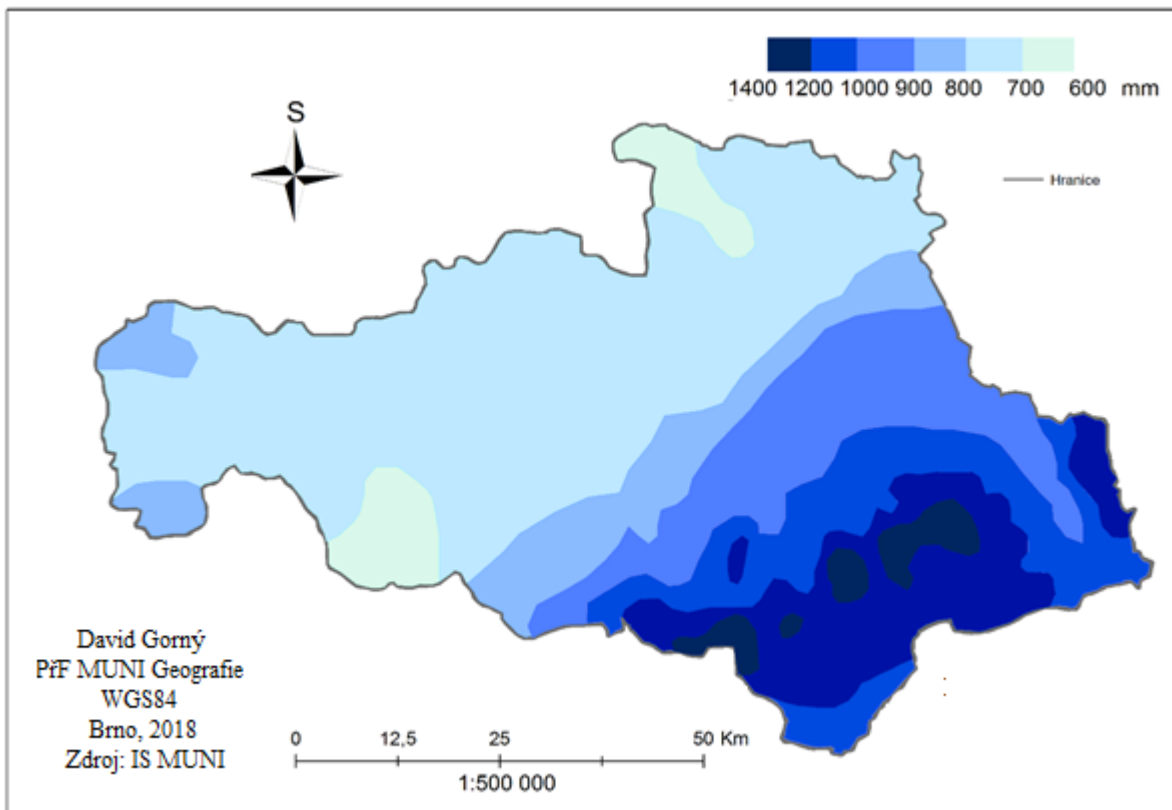 1400 1200 1000 900 800 700 600 mm
S
Hranice
David Gorný
PřF MUNI Geografie
WGS84
Brno, 2018
Zdroj: IS MUNI
0 12,5 25 50 Km
1:500 000